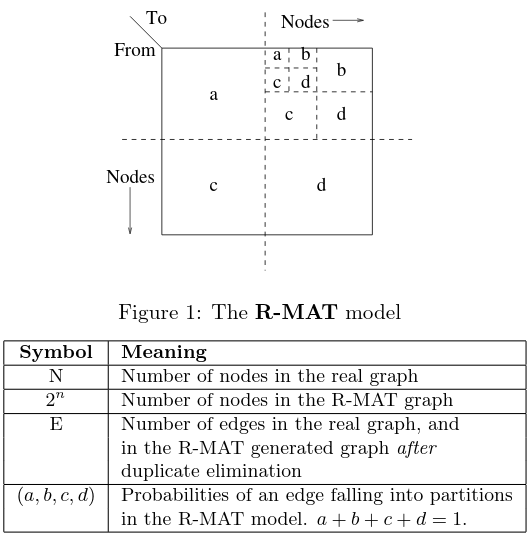 To
Nodes
From
a b
b
a
c d
c d
Nodes
c d
Figure 1: The R-MAT model
Symbol Meaning
N Number of nodes in the real graph
2^n Number of nodes in the R-MAT graph
E Number of edges in the real graph, and
in the R-MAT generated graph after
duplicate elimination
(a, b, c, d) Probabilities of an edge falling into partitions
in the R-MAT model. a + b + c + d = 1.